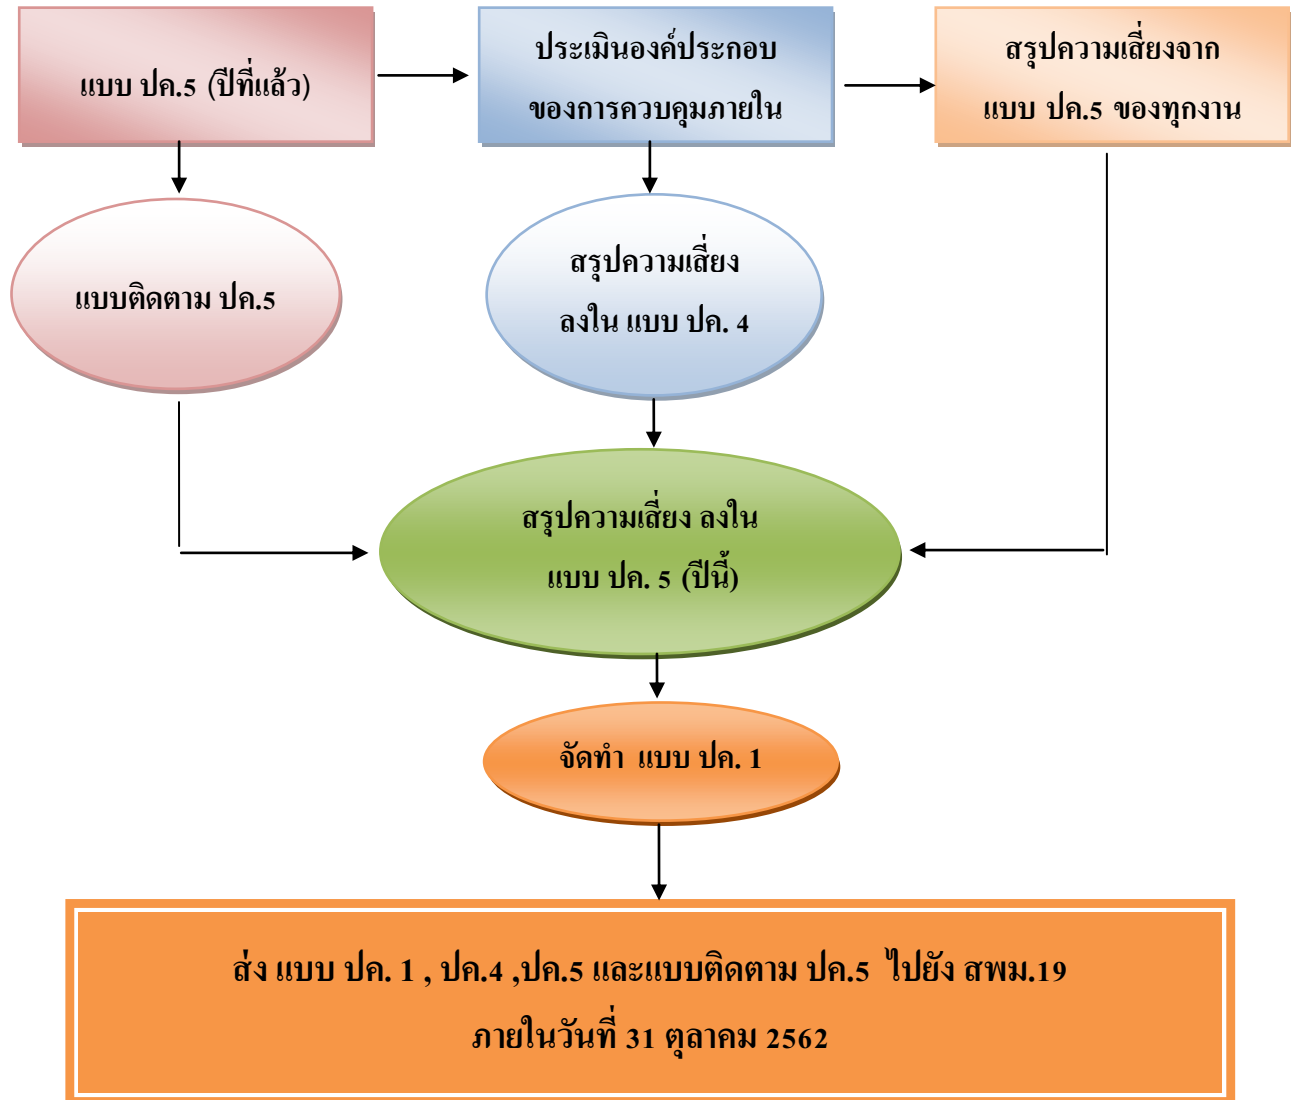 แบบ ปค.5 (ปีที่แล้ว)
ประเมินองค์ประกอบ
ของการควบคุมภายใน
สรุปความเสี่ยงจาก
แบบ ปค.5 ของทุกงาน
แบบติดตาม ปค.5
สรุปความเสี่ยง
ลงใน แบบ ปค. 4
สรุปความเสี่ยง ลงใน
แบบ ปค. 5 (ปีนี้)
จัดทำ แบบ ปค. 1
ส่ง แบบ ปค. 1 , ปค.4 ,ปค.5 และแบบติดตาม ปค.5 ไปยัง สพม.19
ภายในวันที่ 31 ตุลาคม 2562